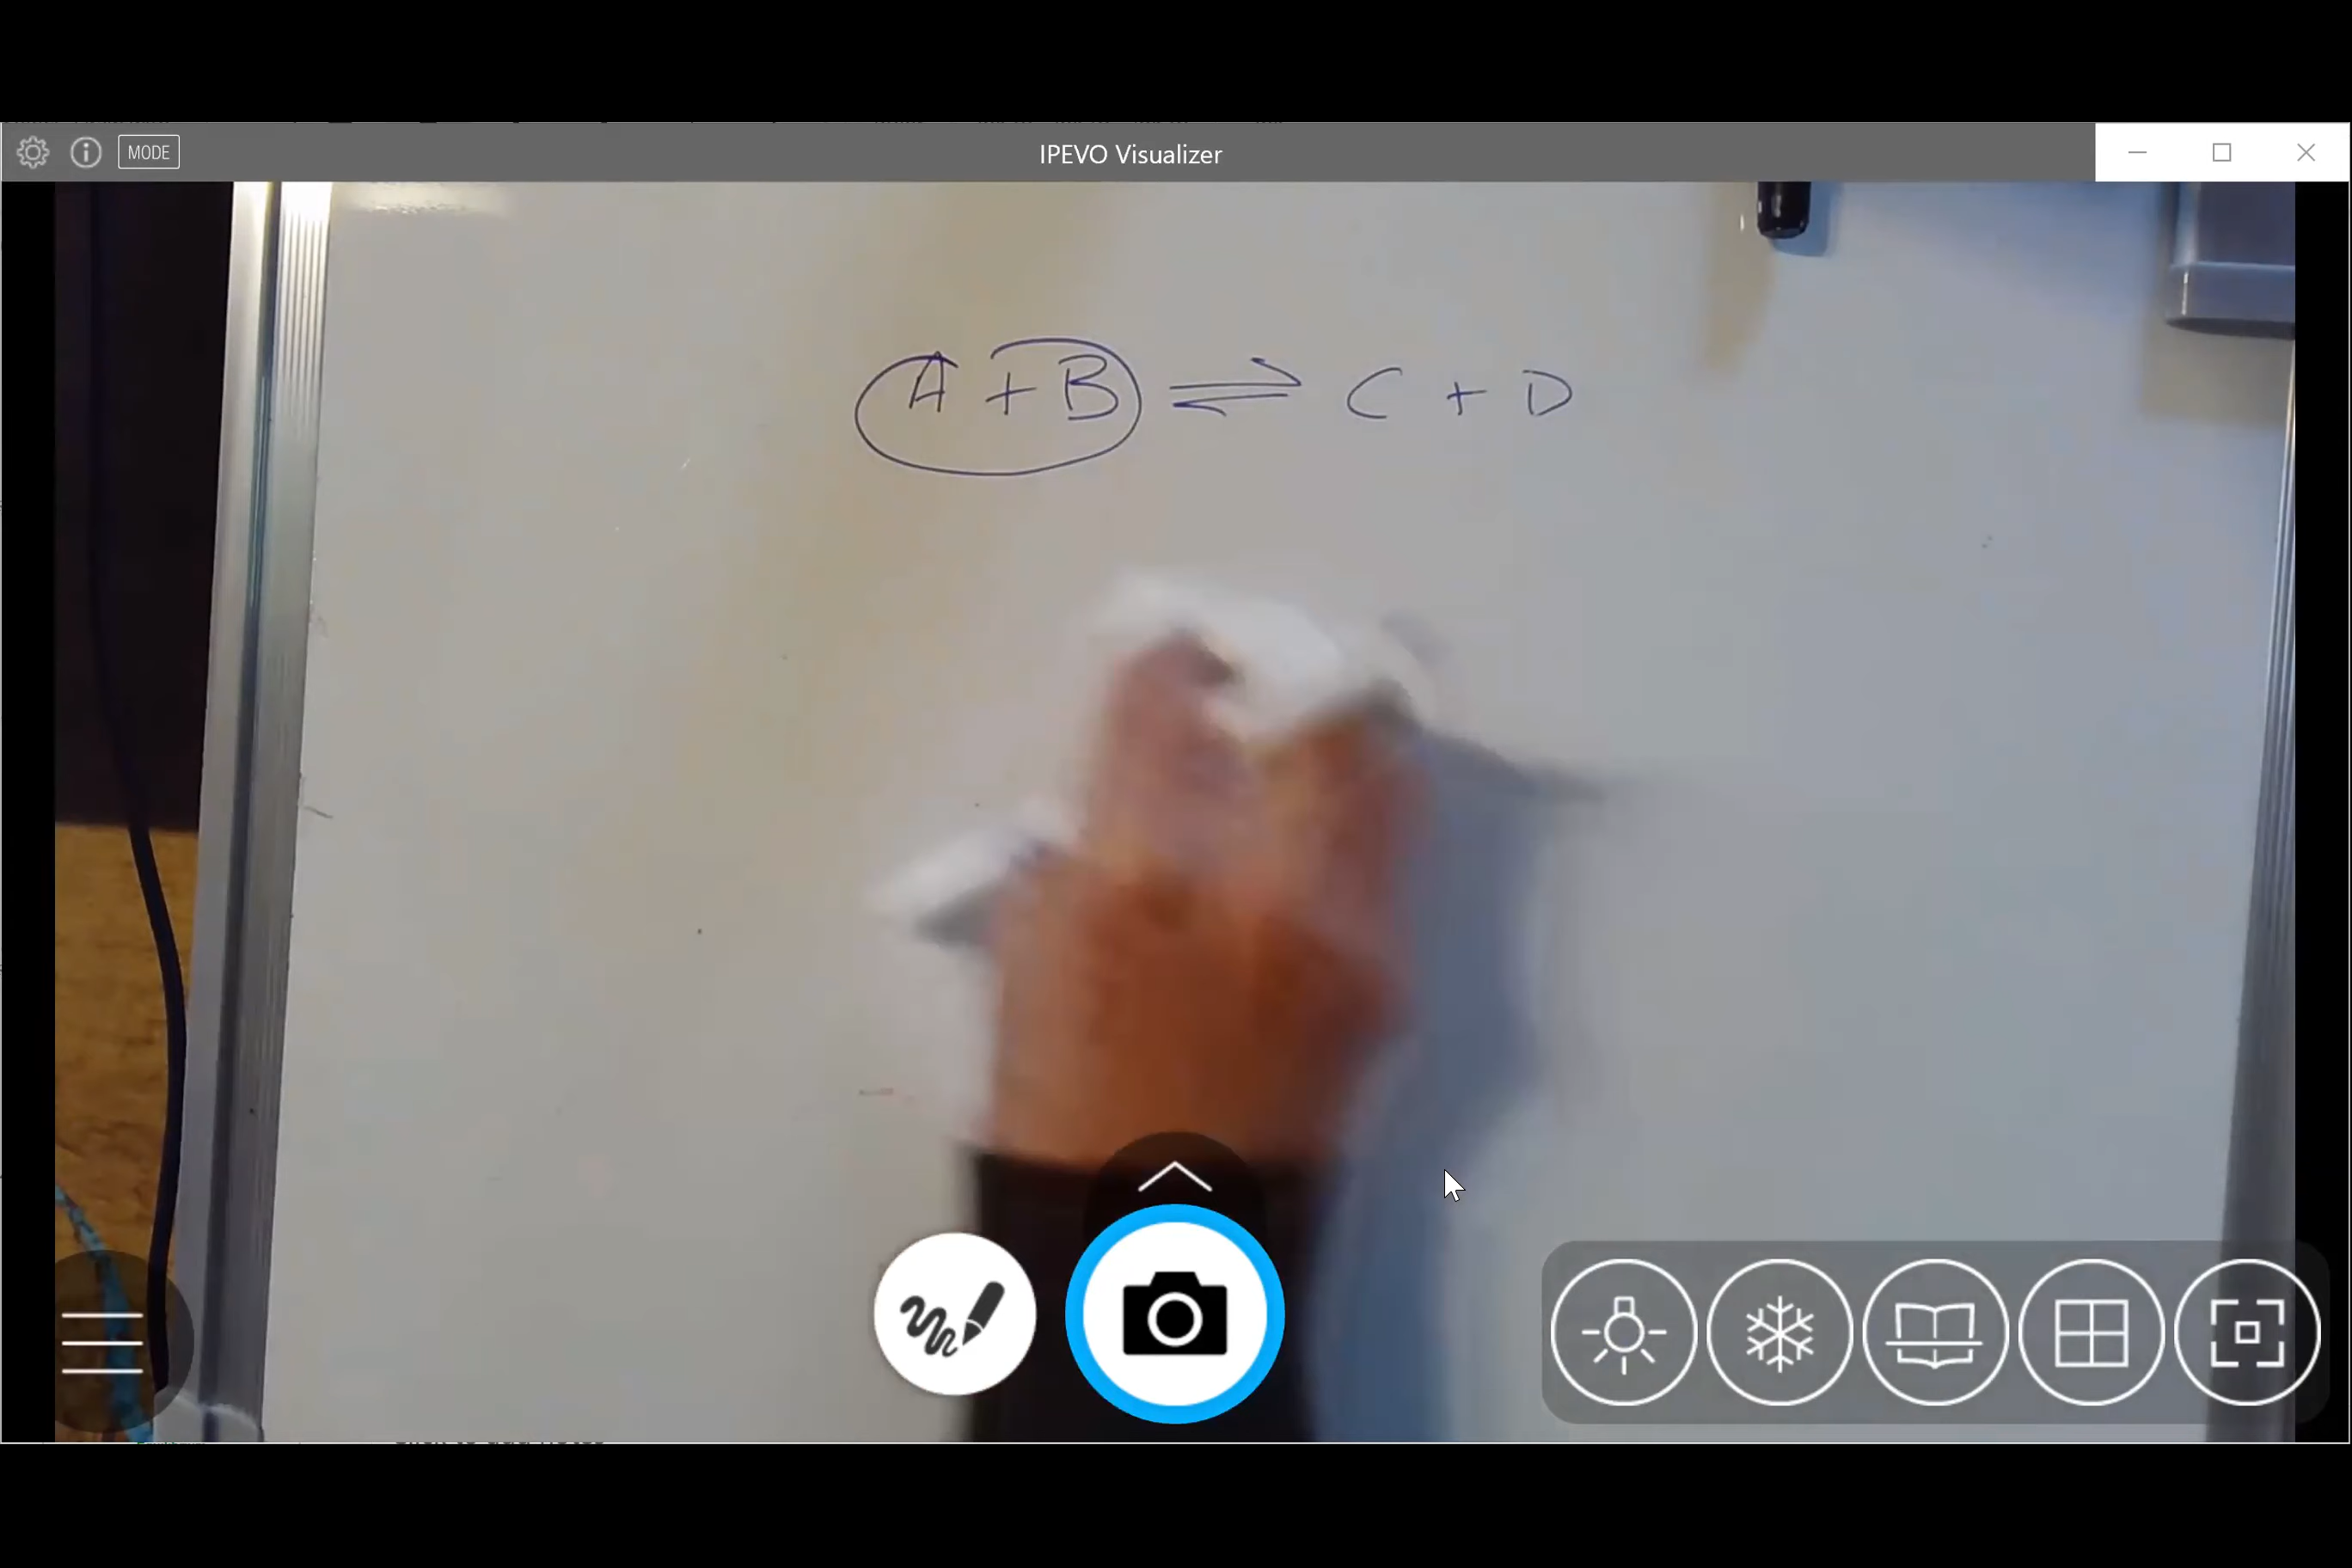 MODE
IPEVO Visualizer
A + B ⇌ C + D